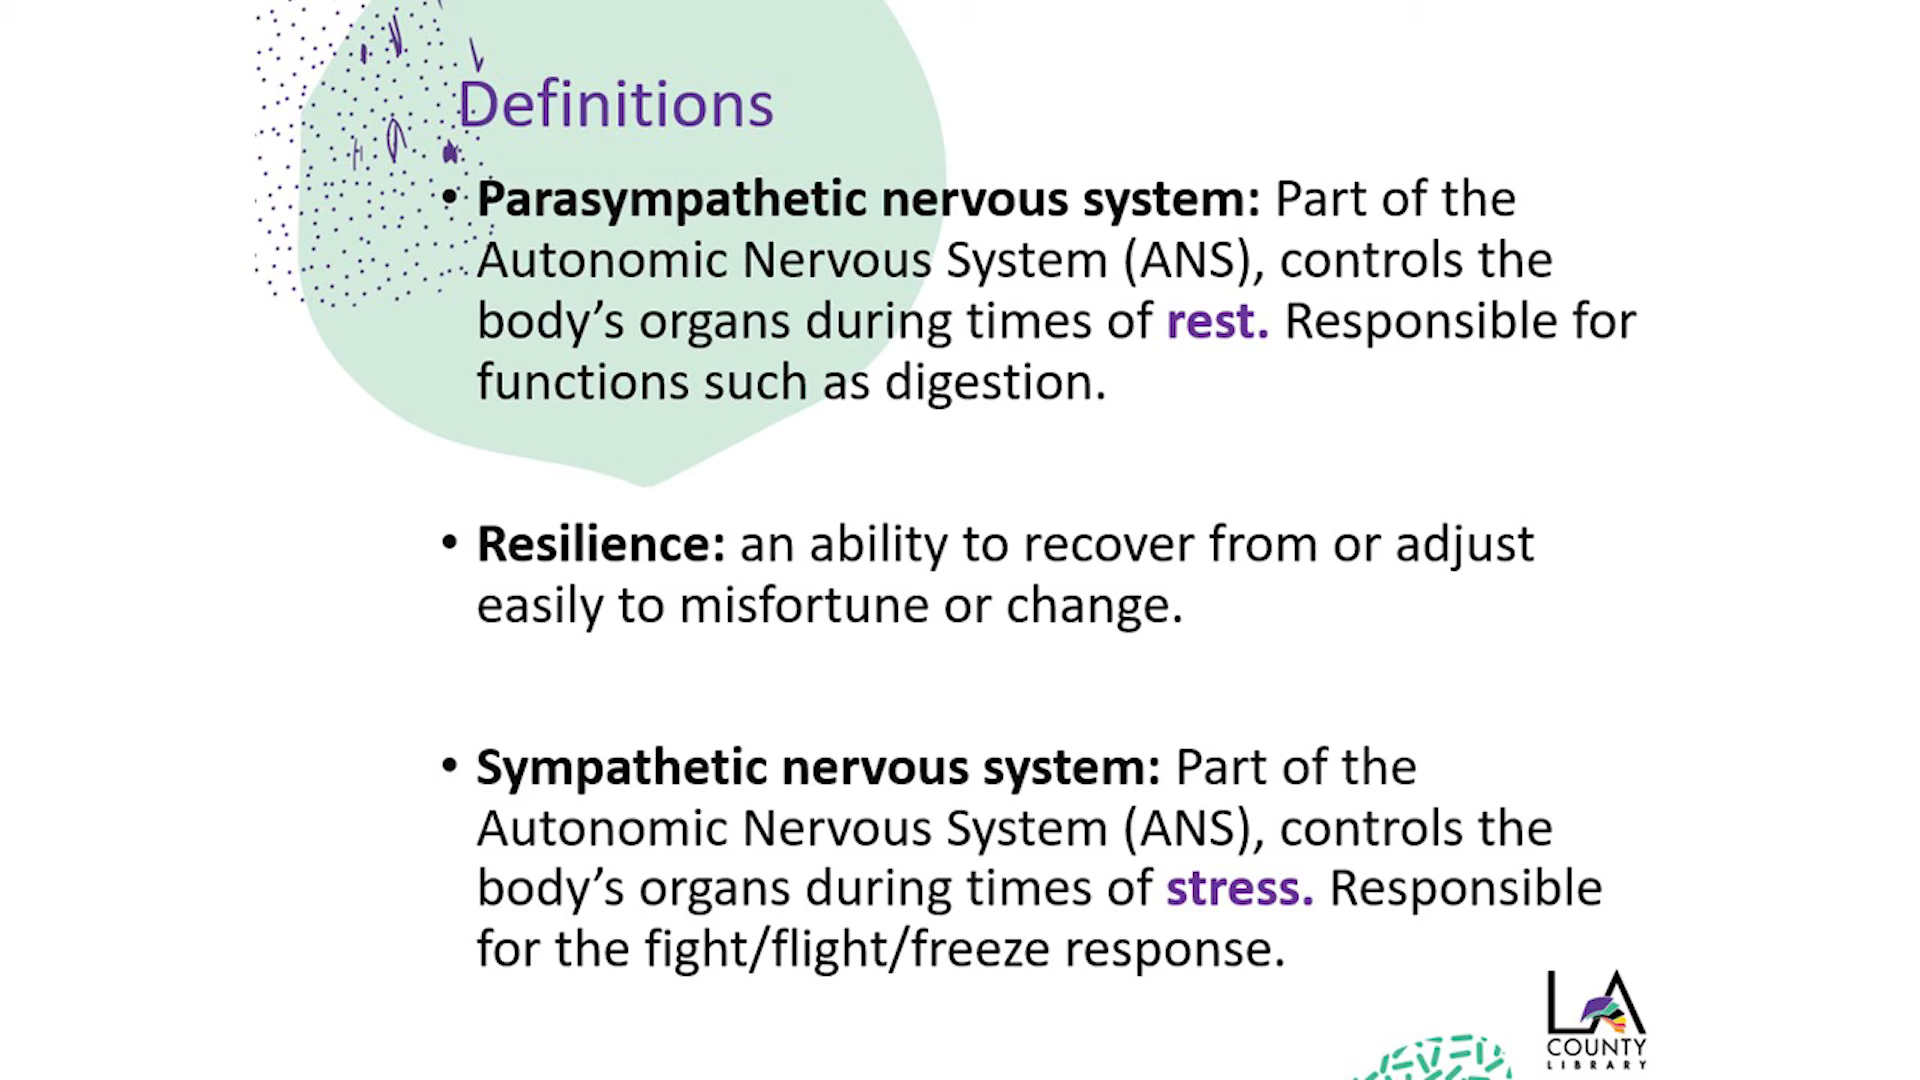 Definitions
• Parasympathetic nervous system: Part of the
Autonomic Nervous System (ANS), controls the
body’s organs during times of rest. Responsible for
functions such as digestion.
• Resilience: an ability to recover from or adjust
easily to misfortune or change.
• Sympathetic nervous system: Part of the
Autonomic Nervous System (ANS), controls the
body’s organs during times of stress. Responsible
for the fight/flight/freeze response.
LA
COUNTY
LIBRARY